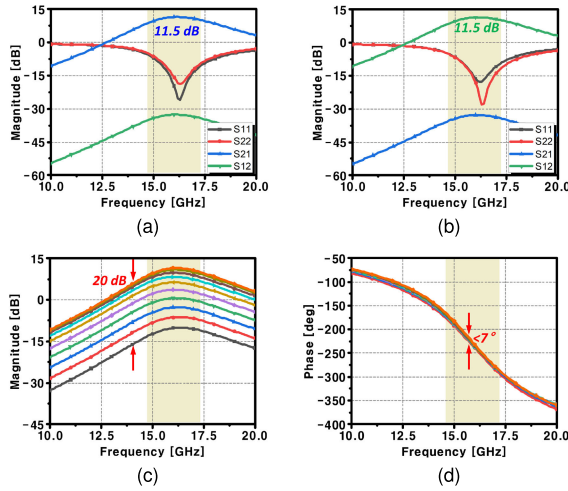 (a)
15
0
−15
−30
−45
−60
Magnitude [dB]
11.5 dB
S11
S22
S21
S12
10.0 12.5 15.0 17.5 20.0
Frequency [GHz]
(a)
(b)
15
0
−15
−30
−45
−60
Magnitude [dB]
11.5 dB
S11
S22
S21
S12
10.0 12.5 15.0 17.5 20.0
Frequency [GHz]
(b)
(c)
15
0
−15
−30
−45
Magnitude [dB]
20 dB
10.0 12.5 15.0 17.5 20.0
Frequency [GHz]
(c)
(d)
0
−50
−100
−150
−200
−250
−300
−350
−400
Phase [deg]
<7°
10.0 12.5 15.0 17.5 20.0
Frequency [GHz]
(d)